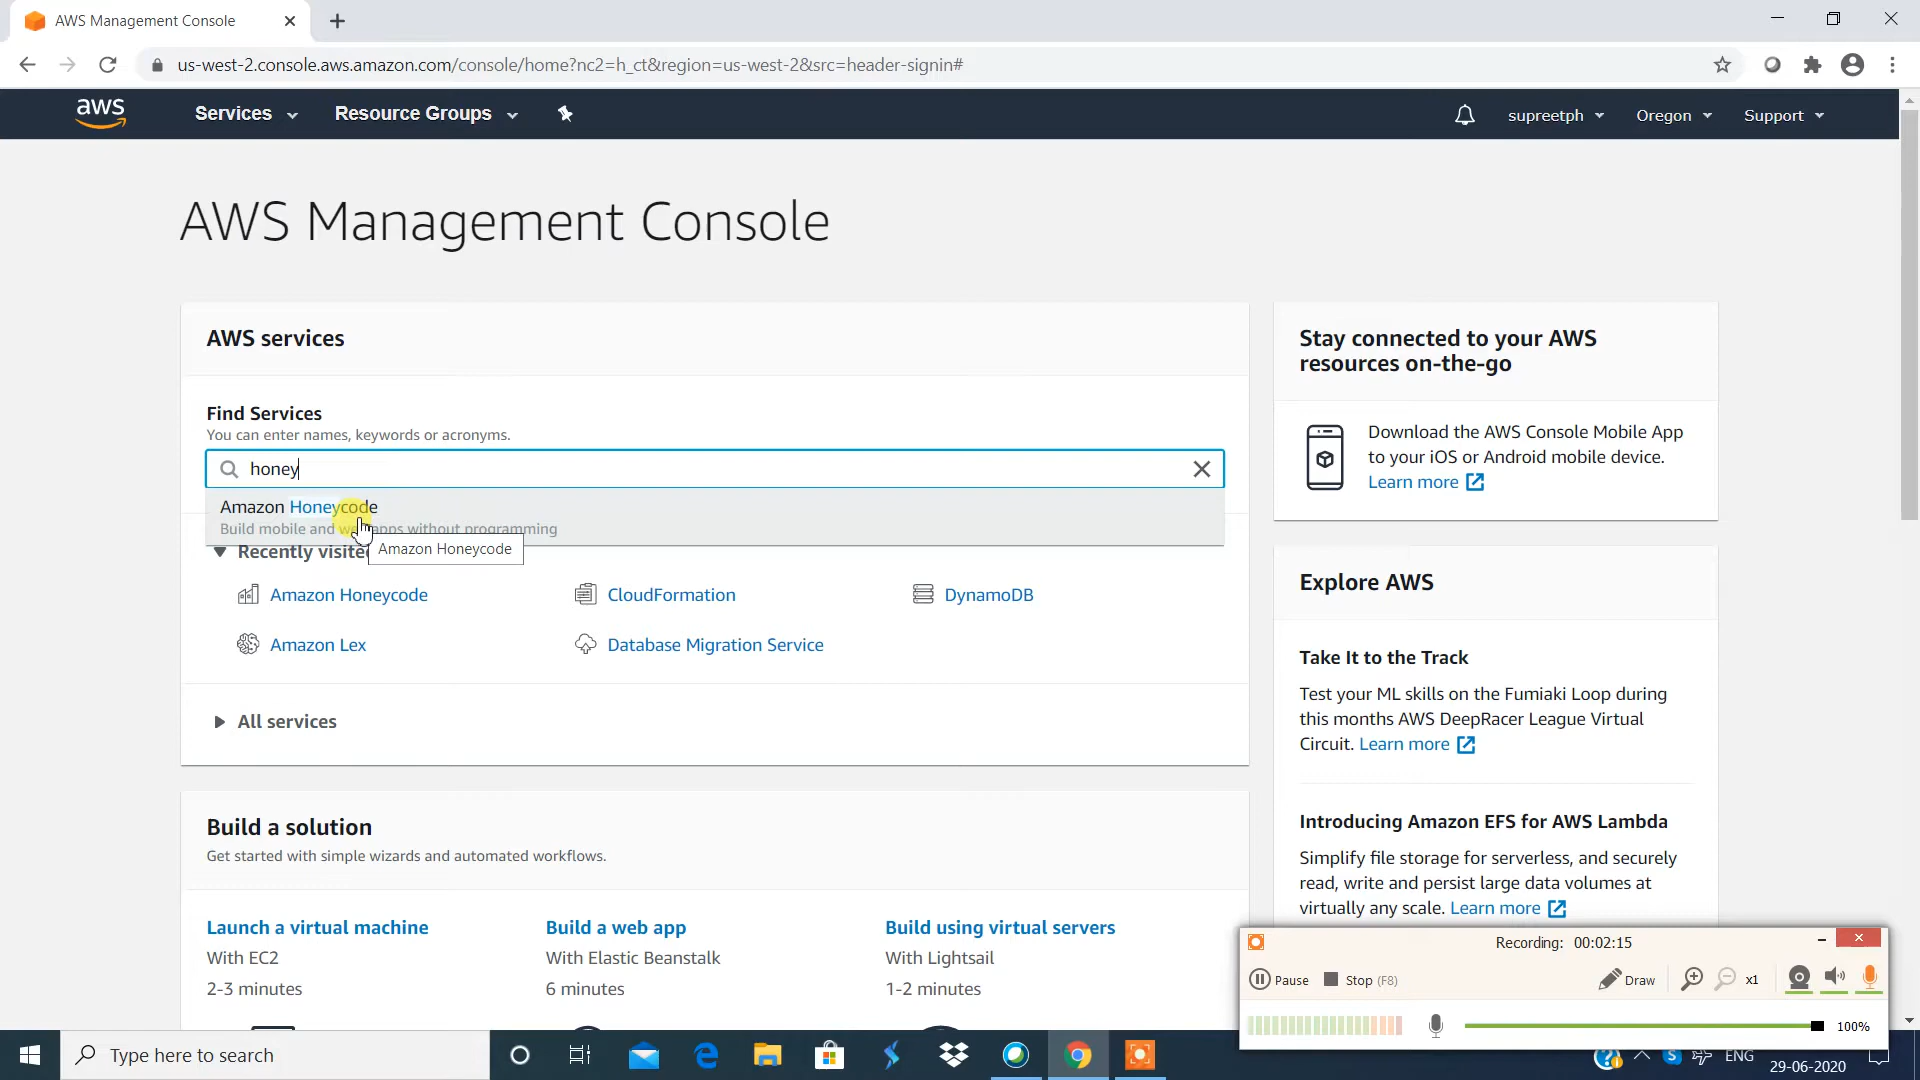 AWS Management Console
us-west-2.console.aws.amazon.com/console/home?nc2=h_ct&region=us-west-2&src=header-signin#
aws
Services
Resource Groups
supreetph
Oregon
Support
AWS Management Console
AWS services
Find Services
You can enter names, keywords or acronyms.
honey
Amazon Honeycode
Build mobile and web apps without programming
Amazon Honeycode
Recently visited
Amazon Honeycode
CloudFormation
DynamoDB
Amazon Lex
Database Migration Service
All services
Build a solution
Get started with simple wizards and automated workflows.
Launch a virtual machine
With EC2
2-3 minutes
Build a web app
With Elastic Beanstalk
6 minutes
Build using virtual servers
With Lightsail
1-2 minutes
Stay connected to your AWS
resources on-the-go
Download the AWS Console Mobile App
to your iOS or Android mobile device.
Learn more
Explore AWS
Take It to the Track
Test your ML skills on the Fumiaki Loop during
this months AWS DeepRacer League Virtual
Circuit. Learn more
Introducing Amazon EFS for AWS Lambda
Simplify file storage for serverless, and securely
read, write and persist large data volumes at
virtually any scale. Learn more
Recording: 00:02:15
Pause
Stop (F8)
Draw
x1
100%
Type here to search
ENG
29-06-2020